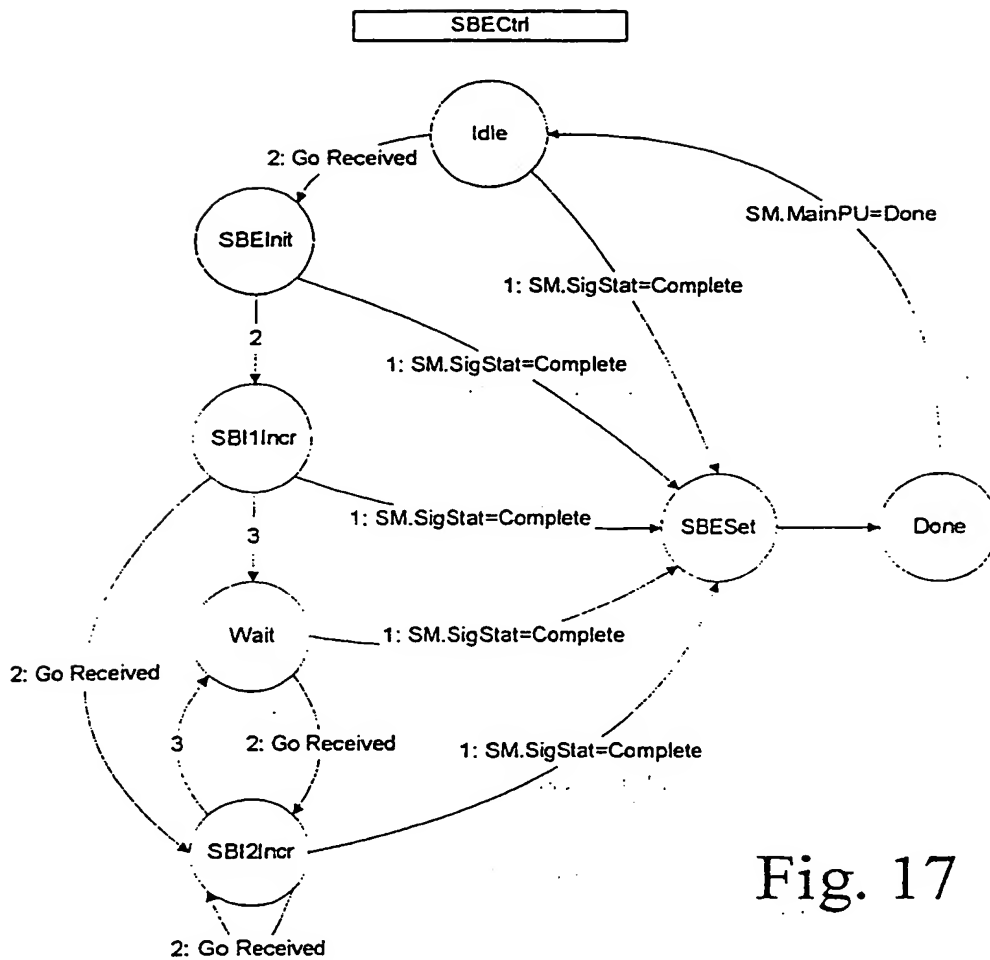 SBECtrl
Idle
2: Go Received
SM.MainPU=Done
SBEInit
1: SM.SigStat=Complete
2
1: SM.SigStat=Complete
SBI1Incr
1: SM.SigStat=Complete
SBESet
Done
3
Wait
1: SM.SigStat=Complete
2: Go Received
3
2: Go Received
1: SM.SigStat=Complete
SBI2Incr
Fig. 17
2: Go Received